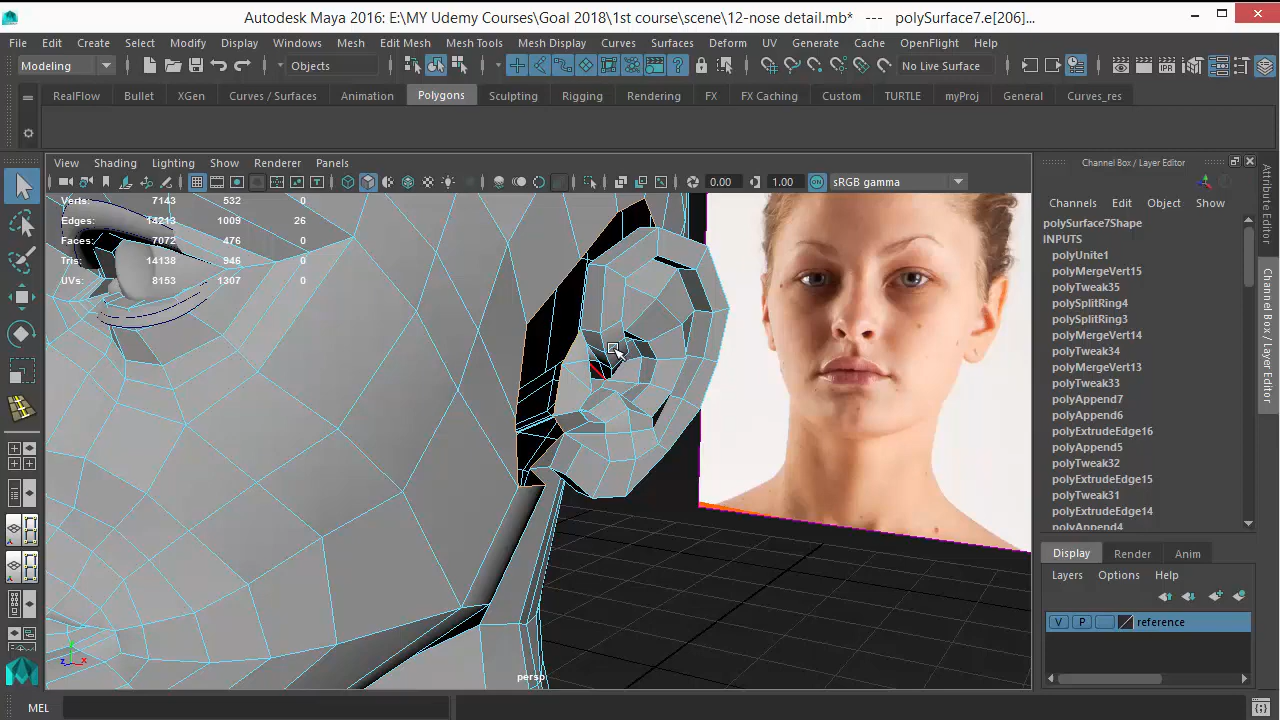 Autodesk Maya 2016: E:\MY Udemy Courses\Goal 2018\1st course\scene\12-nose detail.mb* --- polySurface7.e[206]...
File Edit Create Select Modify Display Windows Mesh Edit Mesh Mesh Tools Mesh Display Curves Surfaces Deform UV Generate Cache OpenFlight Help
Modeling Objects No Live Surface
RealFlow Bullet XGen Curves / Surfaces Animation Polygons Sculpting Rigging Rendering FX FX Caching Custom TURTLE myProj General Curves_res
View Shading Lighting Show Renderer Panels
0.00 1.00 sRGB gamma
Verts: 7143 532 0
Edges: 14213 1009 26
Faces: 7072 476 0
Tris: 14138 946 0
UVs: 8153 1307 0
persp
Channel Box / Layer Editor
Channels Edit Object Show
polySurface7Shape
INPUTS
polyUnite1
polyMergeVert15
polyTweak35
polySplitRing4
polySplitRing3
polyMergeVert14
polyTweak34
polyMergeVert13
polyTweak33
polyAppend7
polyAppend6
polyExtrudeEdge16
polyAppend5
polyTweak32
polyExtrudeEdge15
polyTweak31
polyExtrudeEdge14
polyAppend4
Display Render Anim
Layers Options Help
V P reference
Attribute Editor
Channel Box / Layer Editor
MEL